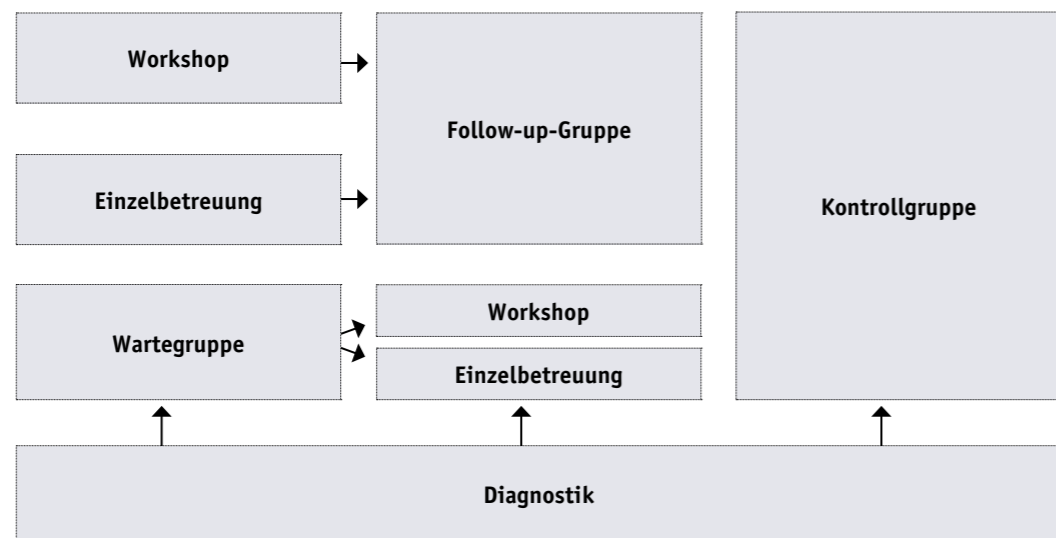 Workshop
Follow-up-Gruppe
Einzelbetreuung
Kontrollgruppe
Wartegruppe
Workshop
Einzelbetreuung
Diagnostik